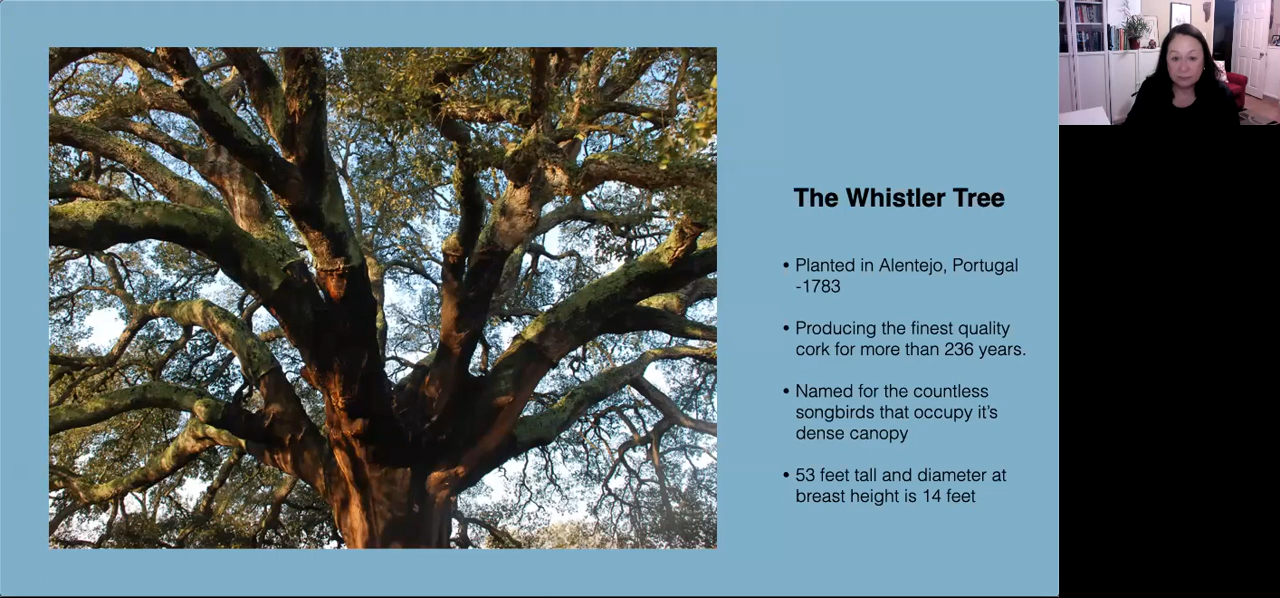 The Whistler Tree
• Planted in Alentejo, Portugal
-1783
• Producing the finest quality
cork for more than 236 years.
• Named for the countless
songbirds that occupy it’s
dense canopy
• 53 feet tall and diameter at
breast height is 14 feet